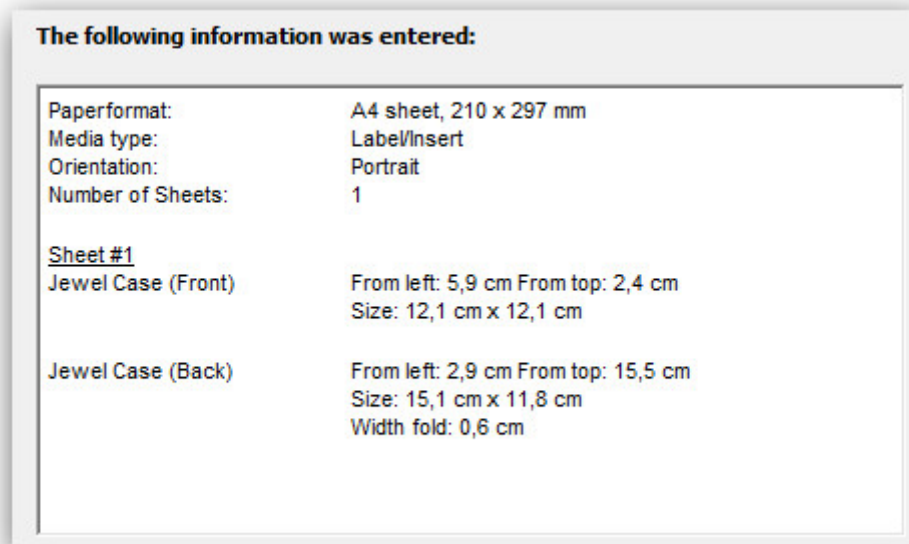 The following information was entered:
Paperformat: A4 sheet, 210 x 297 mm
Media type: Label/Insert
Orientation: Portrait
Number of Sheets: 1
Sheet #1
Jewel Case (Front) From left: 5,9 cm From top: 2,4 cm
Size: 12,1 cm x 12,1 cm
Jewel Case (Back) From left: 2,9 cm From top: 15,5 cm
Size: 15,1 cm x 11,8 cm
Width fold: 0,6 cm